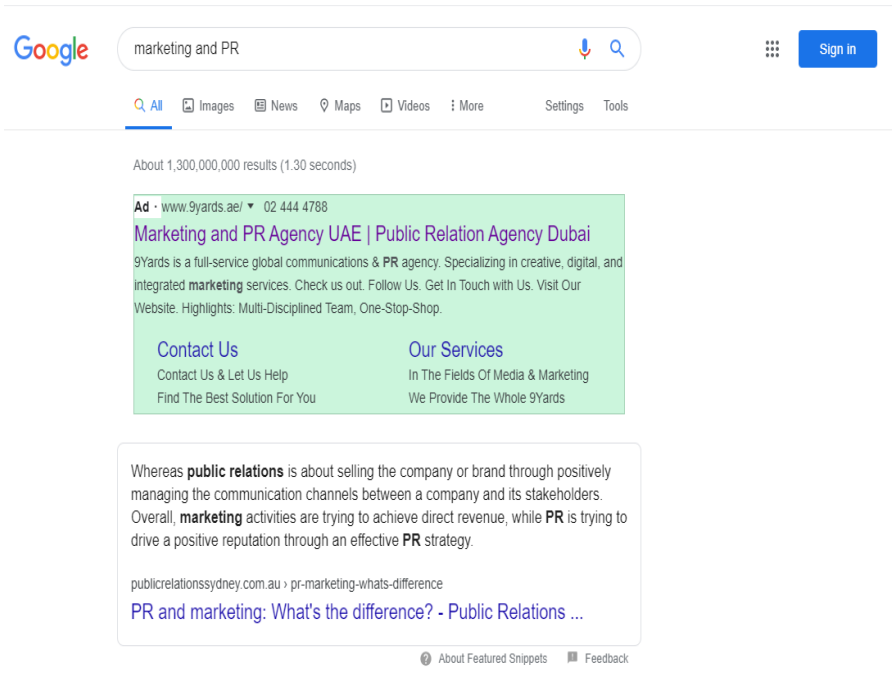 Google
marketing and PR
Sign in
All Images News Maps Videos More Settings Tools
About 1,300,000,000 results (1.30 seconds)
Ad · www.9yards.ae/ 02 444 4788
Marketing and PR Agency UAE | Public Relation Agency Dubai
9Yards is a full-service global communications & PR agency. Specializing in creative, digital, and
integrated marketing services. Check us out. Follow Us. Get In Touch with Us. Visit Our
Website. Highlights: Multi-Disciplined Team, One-Stop-Shop.
Contact Us
Contact Us & Let Us Help
Find The Best Solution For You
Our Services
In The Fields Of Media & Marketing
We Provide The Whole 9Yards
Whereas public relations is about selling the company or brand through positively
managing the communication channels between a company and its stakeholders.
Overall, marketing activities are trying to achieve direct revenue, while PR is trying to
drive a positive reputation through an effective PR strategy.
publicrelationssydney.com.au › pr-marketing-whats-difference
PR and marketing: What's the difference? - Public Relations ...
About Featured Snippets Feedback